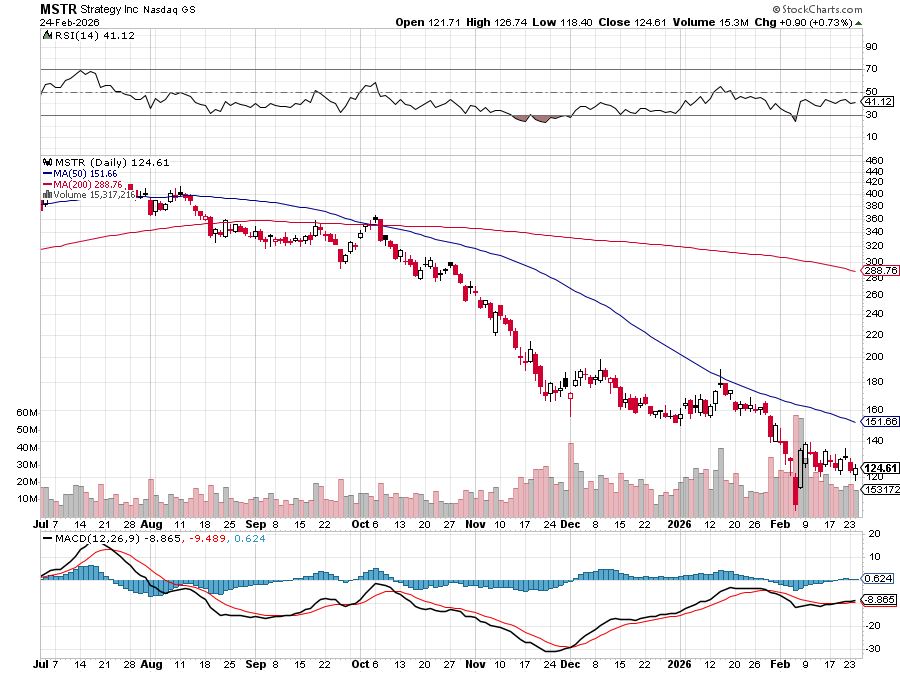 MSTR Strategy Inc Nasdaq GS
© StockCharts.com
24-Feb-2026
Open 121.71 High 126.74 Low 118.40 Close 124.61 Volume 15.3M Chg +0.90 (+0.73%)
RSI(14) 41.12
90
70
50
41.12
30
10
MSTR (Daily) 124.61
MA(50) 151.66
MA(200) 288.76
Volume 15,317,216
460
440
420
400
380
360
340
320
300
288.76
280
260
240
220
200
180
160
151.66
140
124.61
120
153172
60M
50M
40M
30M
20M
10M
Jul 7 14 21 28 Aug 11 18 25 Sep 8 15 22 Oct 6 13 20 27 Nov 10 17 24 Dec 8 15 22 2026 12 20 26 Feb 9 17 23
MACD(12,26,9) -8.865, -9.489, 0.624
20
10
0.624
-8.865
-20
-30
Jul 7 14 21 28 Aug 11 18 25 Sep 8 15 22 Oct 6 13 20 27 Nov 10 17 24 Dec 8 15 22 2026 12 20 26 Feb 9 17 23